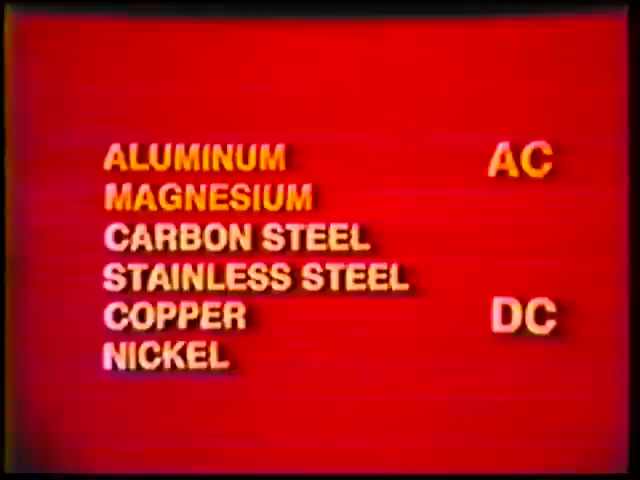 ALUMINUM AC
MAGNESIUM
CARBON STEEL
STAINLESS STEEL
COPPER DC
NICKEL